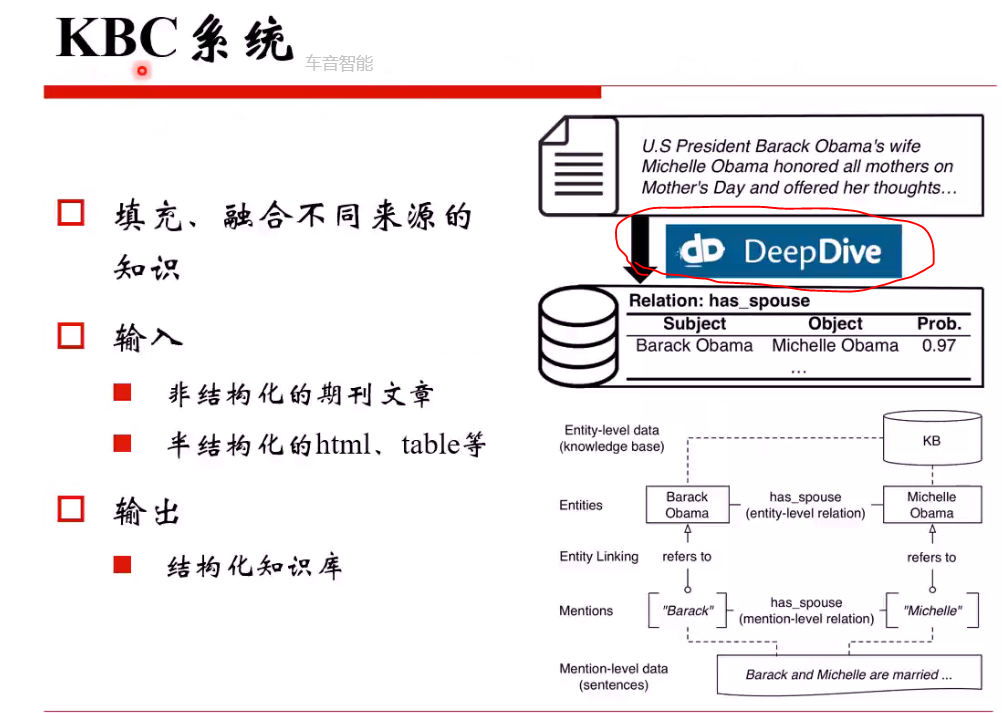 KBC系统
车音智能
填充、融合不同来源的
知识
输入
非结构化的期刊文章
半结构化的html、table等
输出
结构化知识库
U.S President Barack Obama's wife
Michelle Obama honored all mothers on
Mother's Day and offered her thoughts…
DeepDive
Relation: has_spouse
Subject Object Prob.
Barack Obama Michelle Obama 0.97
…
Entity-level data
(knowledge base)
KB
Entities
Barack
Obama
has_spouse
(entity-level relation)
Michelle
Obama
Entity Linking
refers to
refers to
Mentions
"Barack"
has_spouse
(mention-level relation)
"Michelle"
Mention-level data
(sentences)
Barack and Michelle are married ...